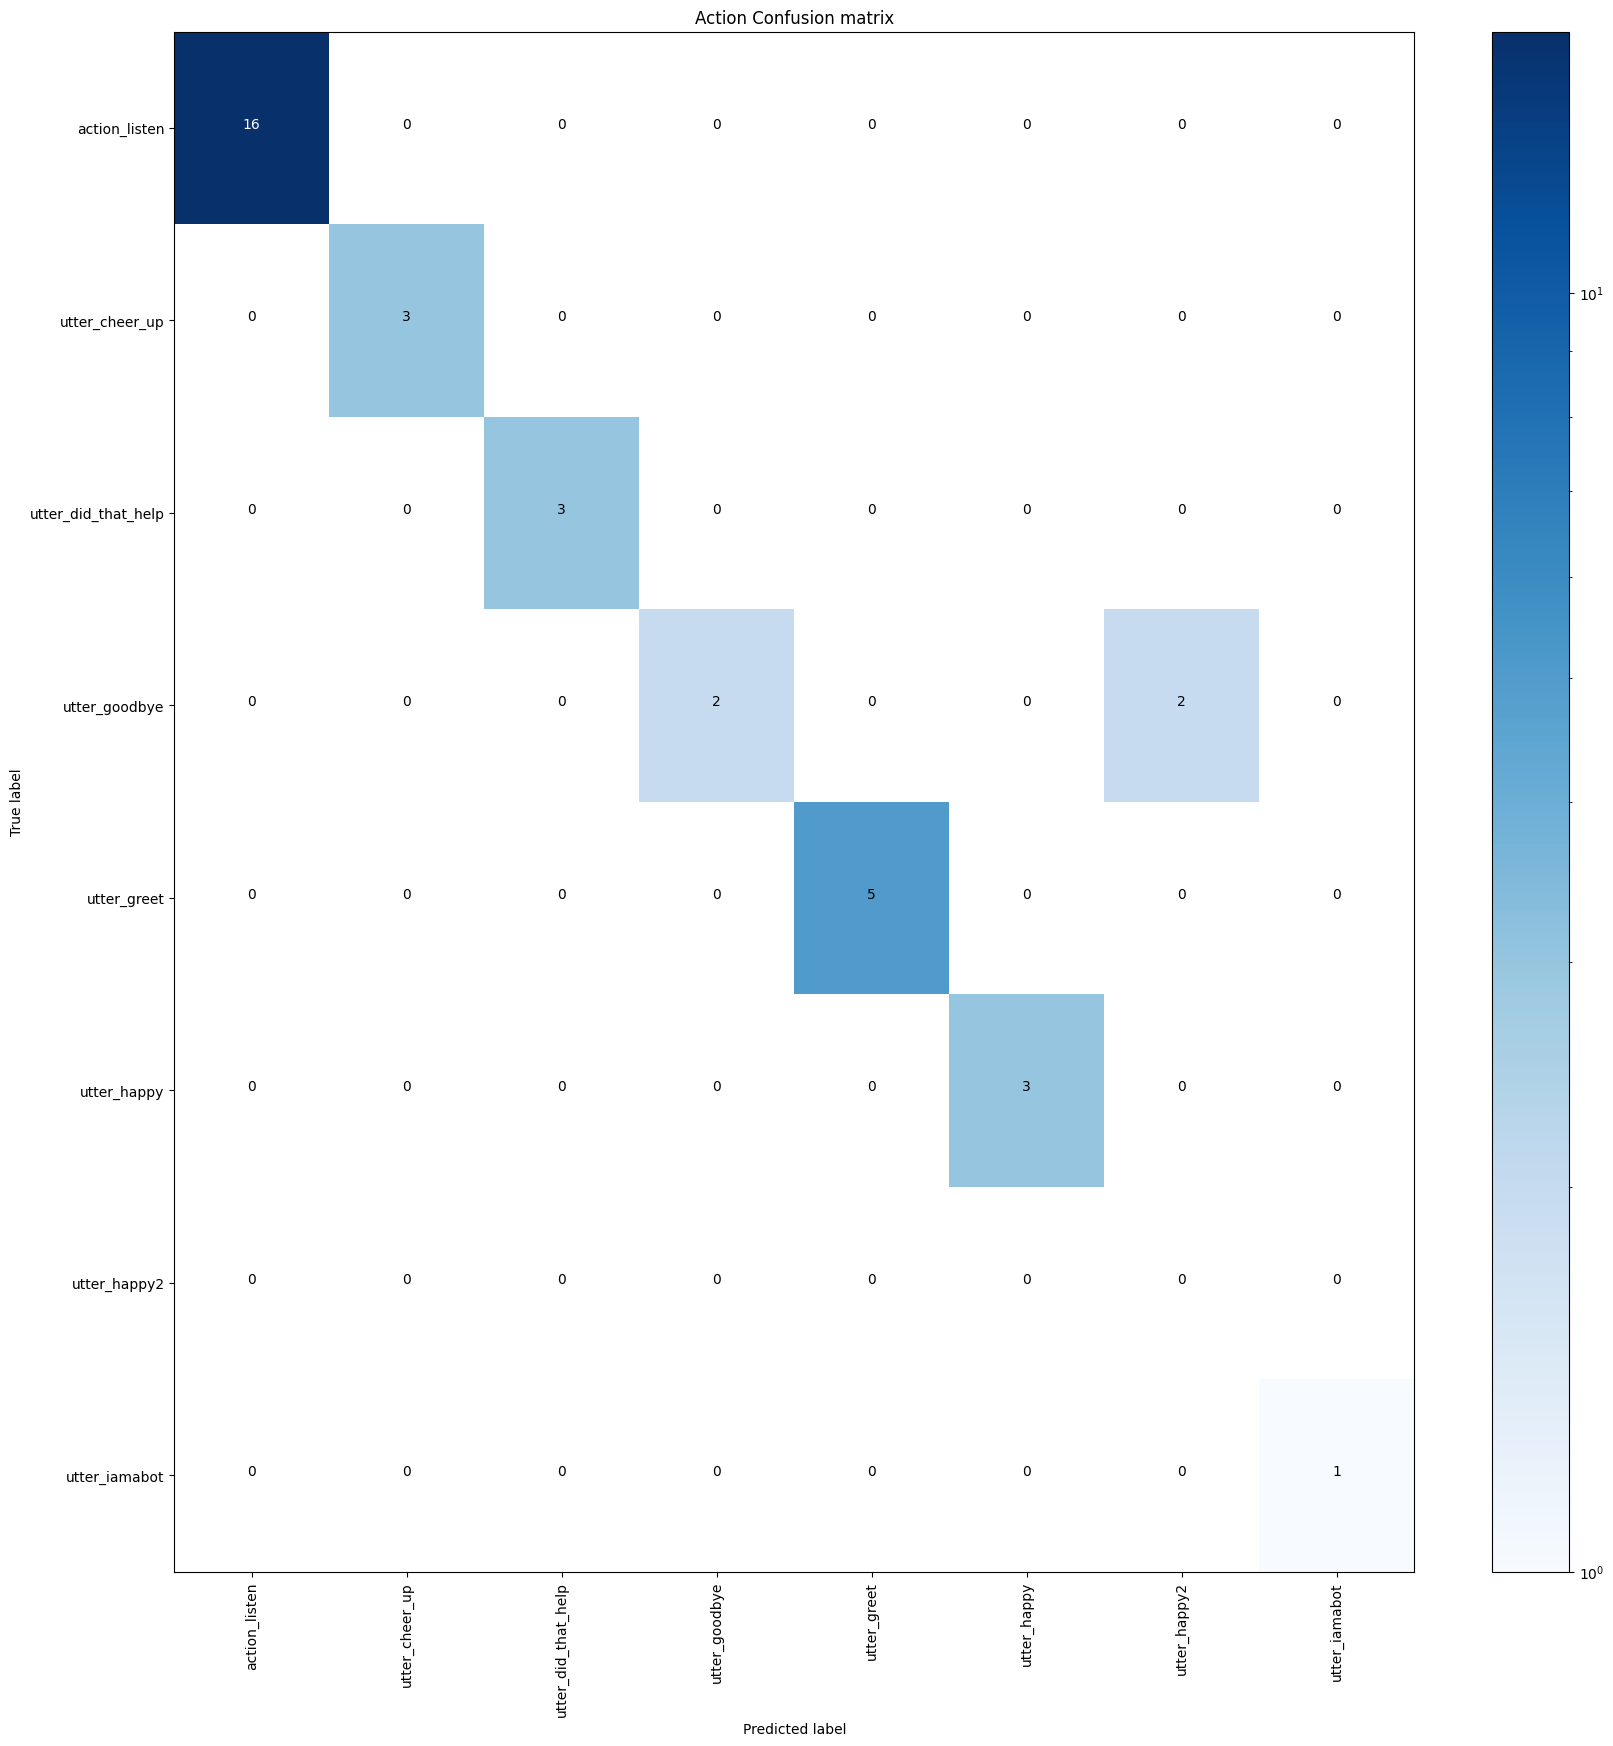 Action Confusion matrix
action_listen 16 0 0 0 0 0 0 0
utter_cheer_up 0 3 0 0 0 0 0 0
utter_did_that_help 0 0 3 0 0 0 0 0
utter_goodbye 0 0 0 2 0 0 2 0
utter_greet 0 0 0 0 5 0 0 0
utter_happy 0 0 0 0 0 3 0 0
utter_happy2 0 0 0 0 0 0 0 0
utter_iamabot 0 0 0 0 0 0 0 1
True label
action_listen
utter_cheer_up
utter_did_that_help
utter_goodbye
utter_greet
utter_happy
utter_happy2
utter_iamabot
Predicted label
10¹
10⁰